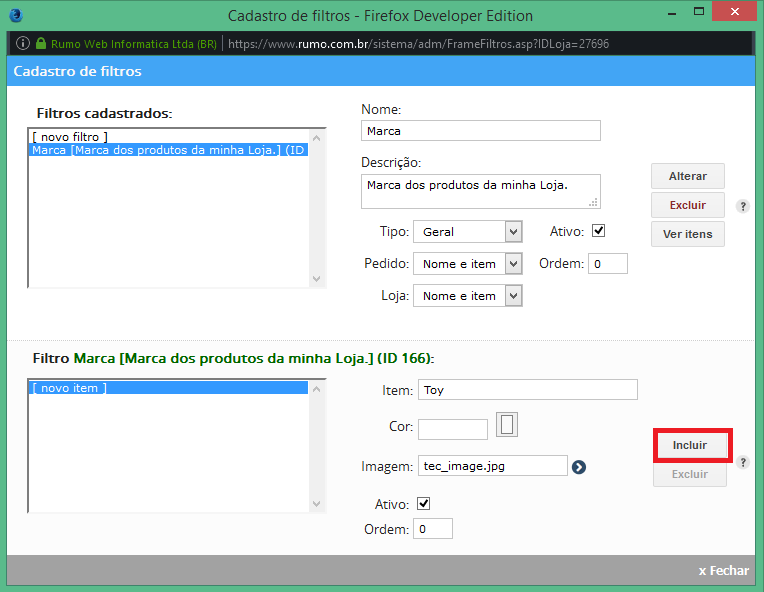 Cadastro de filtros - Firefox Developer Edition
Rumo Web Informatica Ltda (BR) https://www.rumo.com.br/sistema/adm/FrameFiltros.asp?IDLoja=27696
Cadastro de filtros
Filtros cadastrados:
[ novo filtro ]
Marca [Marca dos produtos da minha Loja.] (ID
Nome:
Marca
Descrição:
Marca dos produtos da minha Loja.
Tipo: Geral Ativo:
Pedido: Nome e item Ordem: 0
Loja: Nome e item
Alterar
Excluir ?
Ver itens
Filtro Marca [Marca dos produtos da minha Loja.] (ID 166):
[ novo item ]
Item: Toy
Cor:
Imagem: tec_image.jpg
Ativo:
Ordem: 0
Incluir
Excluir ?
x Fechar